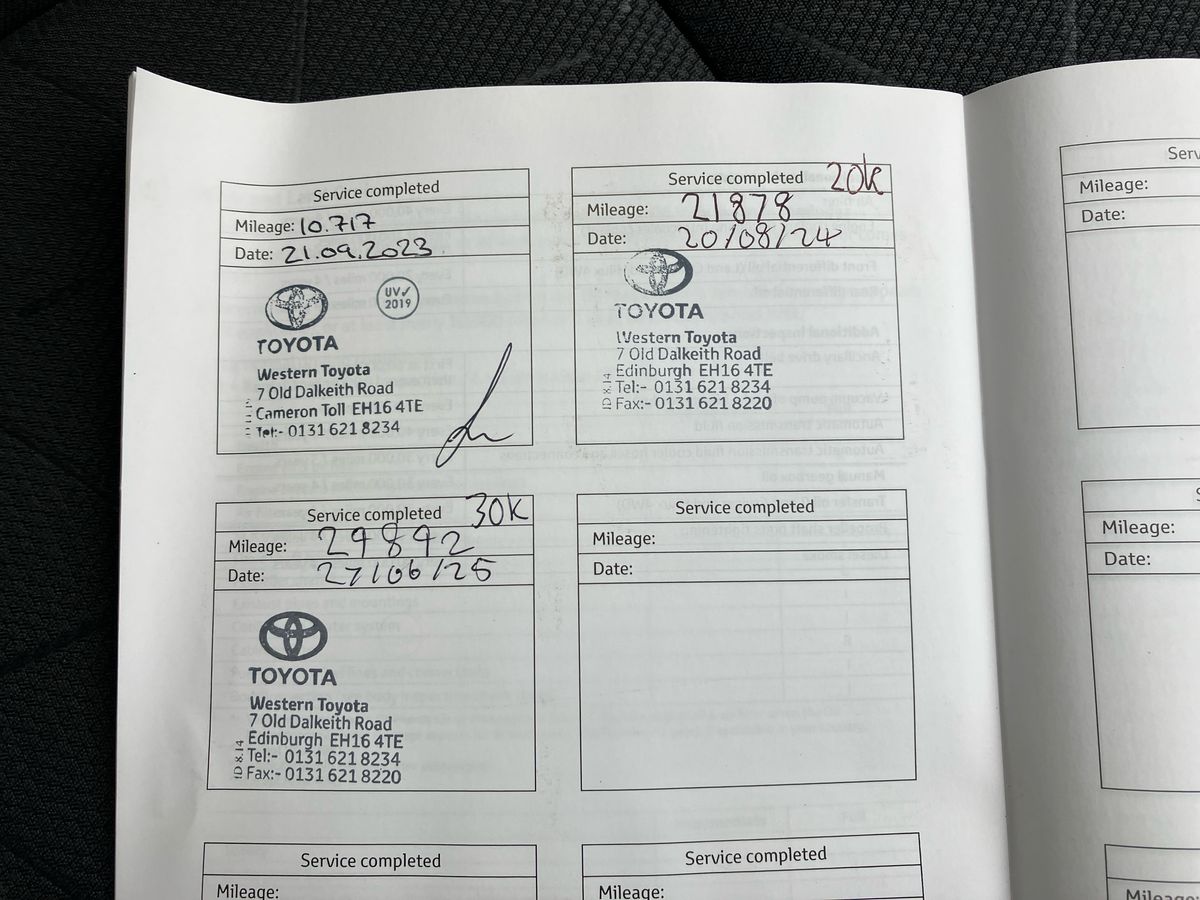 Service completed
Mileage: 10.717
Date: 21.09.2023
UV✓
2019
TOYOTA
Western Toyota
7 Old Dalkeith Road
Cameron Toll EH16 4TE
Tel:- 0131 621 8234
Service completed 20k
Mileage: 21878
Date: 20/08/24
TOYOTA
Western Toyota
7 Old Dalkeith Road
Edinburgh EH16 4TE
Tel:- 0131 621 8234
Fax:- 0131 621 8220
Service completed 30K
Mileage: 29892
Date: 27/06/25
TOYOTA
Western Toyota
7 Old Dalkeith Road
Edinburgh EH16 4TE
Tel:- 0131 621 8234
Fax:- 0131 621 8220
Service completed
Mileage:
Date:
Service completed
Mileage:
Service completed
Mileage:
Mileage:
Date:
Mileage:
Date:
Mileage: